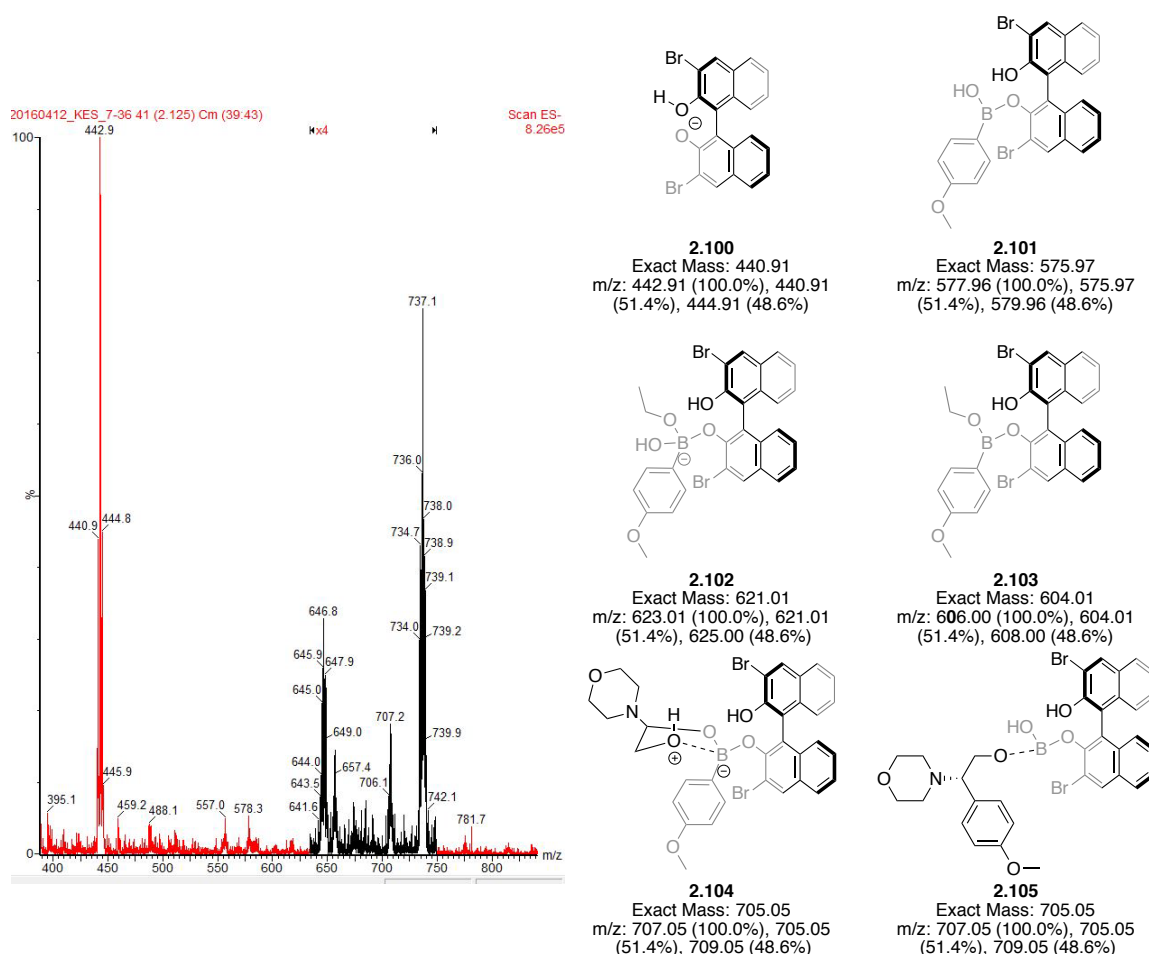 20160412_KES_7-36 41 (2.125) Cm (39:43)
Scan ES-
8.26e5
x4
100
%
0
442.9
440.9
444.8
445.9
395.1
459.2
488.1
557.0
578.3
646.8
645.9
647.9
645.0
649.0
644.0
643.5
641.6
657.4
707.2
706.1
737.1
736.0
738.0
734.7
738.9
739.1
734.0
739.2
739.9
742.1
781.7
m/z
400 450 500 550 600 650 700 750 800
Br
H
O
⊖
O
Br
2.100
Exact Mass: 440.91
m/z: 442.91 (100.0%), 440.91
(51.4%), 444.91 (48.6%)
Br
HO
HO
B
O
Br
O
2.101
Exact Mass: 575.97
m/z: 577.96 (100.0%), 575.97
(51.4%), 579.96 (48.6%)
Br
HO
O
O
HO
B
⊖
Br
O
2.102
Exact Mass: 621.01
m/z: 623.01 (100.0%), 621.01
(51.4%), 625.00 (48.6%)
Br
HO
O
O
B
Br
O
2.103
Exact Mass: 604.01
m/z: 606.00 (100.0%), 604.01
(51.4%), 608.00 (48.6%)
Br
O
N
H
O
HO
O
⊕
B
O
⊖
Br
O
2.104
Exact Mass: 705.05
m/z: 707.05 (100.0%), 705.05
(51.4%), 709.05 (48.6%)
Br
HO
HO
O
B
O
O
N
Br
O
2.105
Exact Mass: 705.05
m/z: 707.05 (100.0%), 705.05
(51.4%), 709.05 (48.6%)